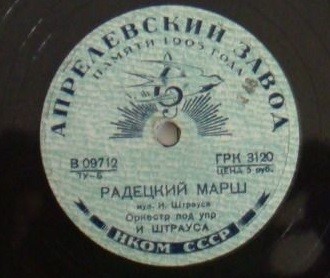 АПРЕЛЕВСКИЙ ЗАВОД
ПАМЯТИ 1905 ГОДА
В 09712
ТУ-Б
ГРК 3120
ЦЕНА 5 руб.
РАДЕЦКИЙ МАРШ
муз. И. Штрауса
Оркестр под упр
И ШТРАУСА
НКОМ СССР